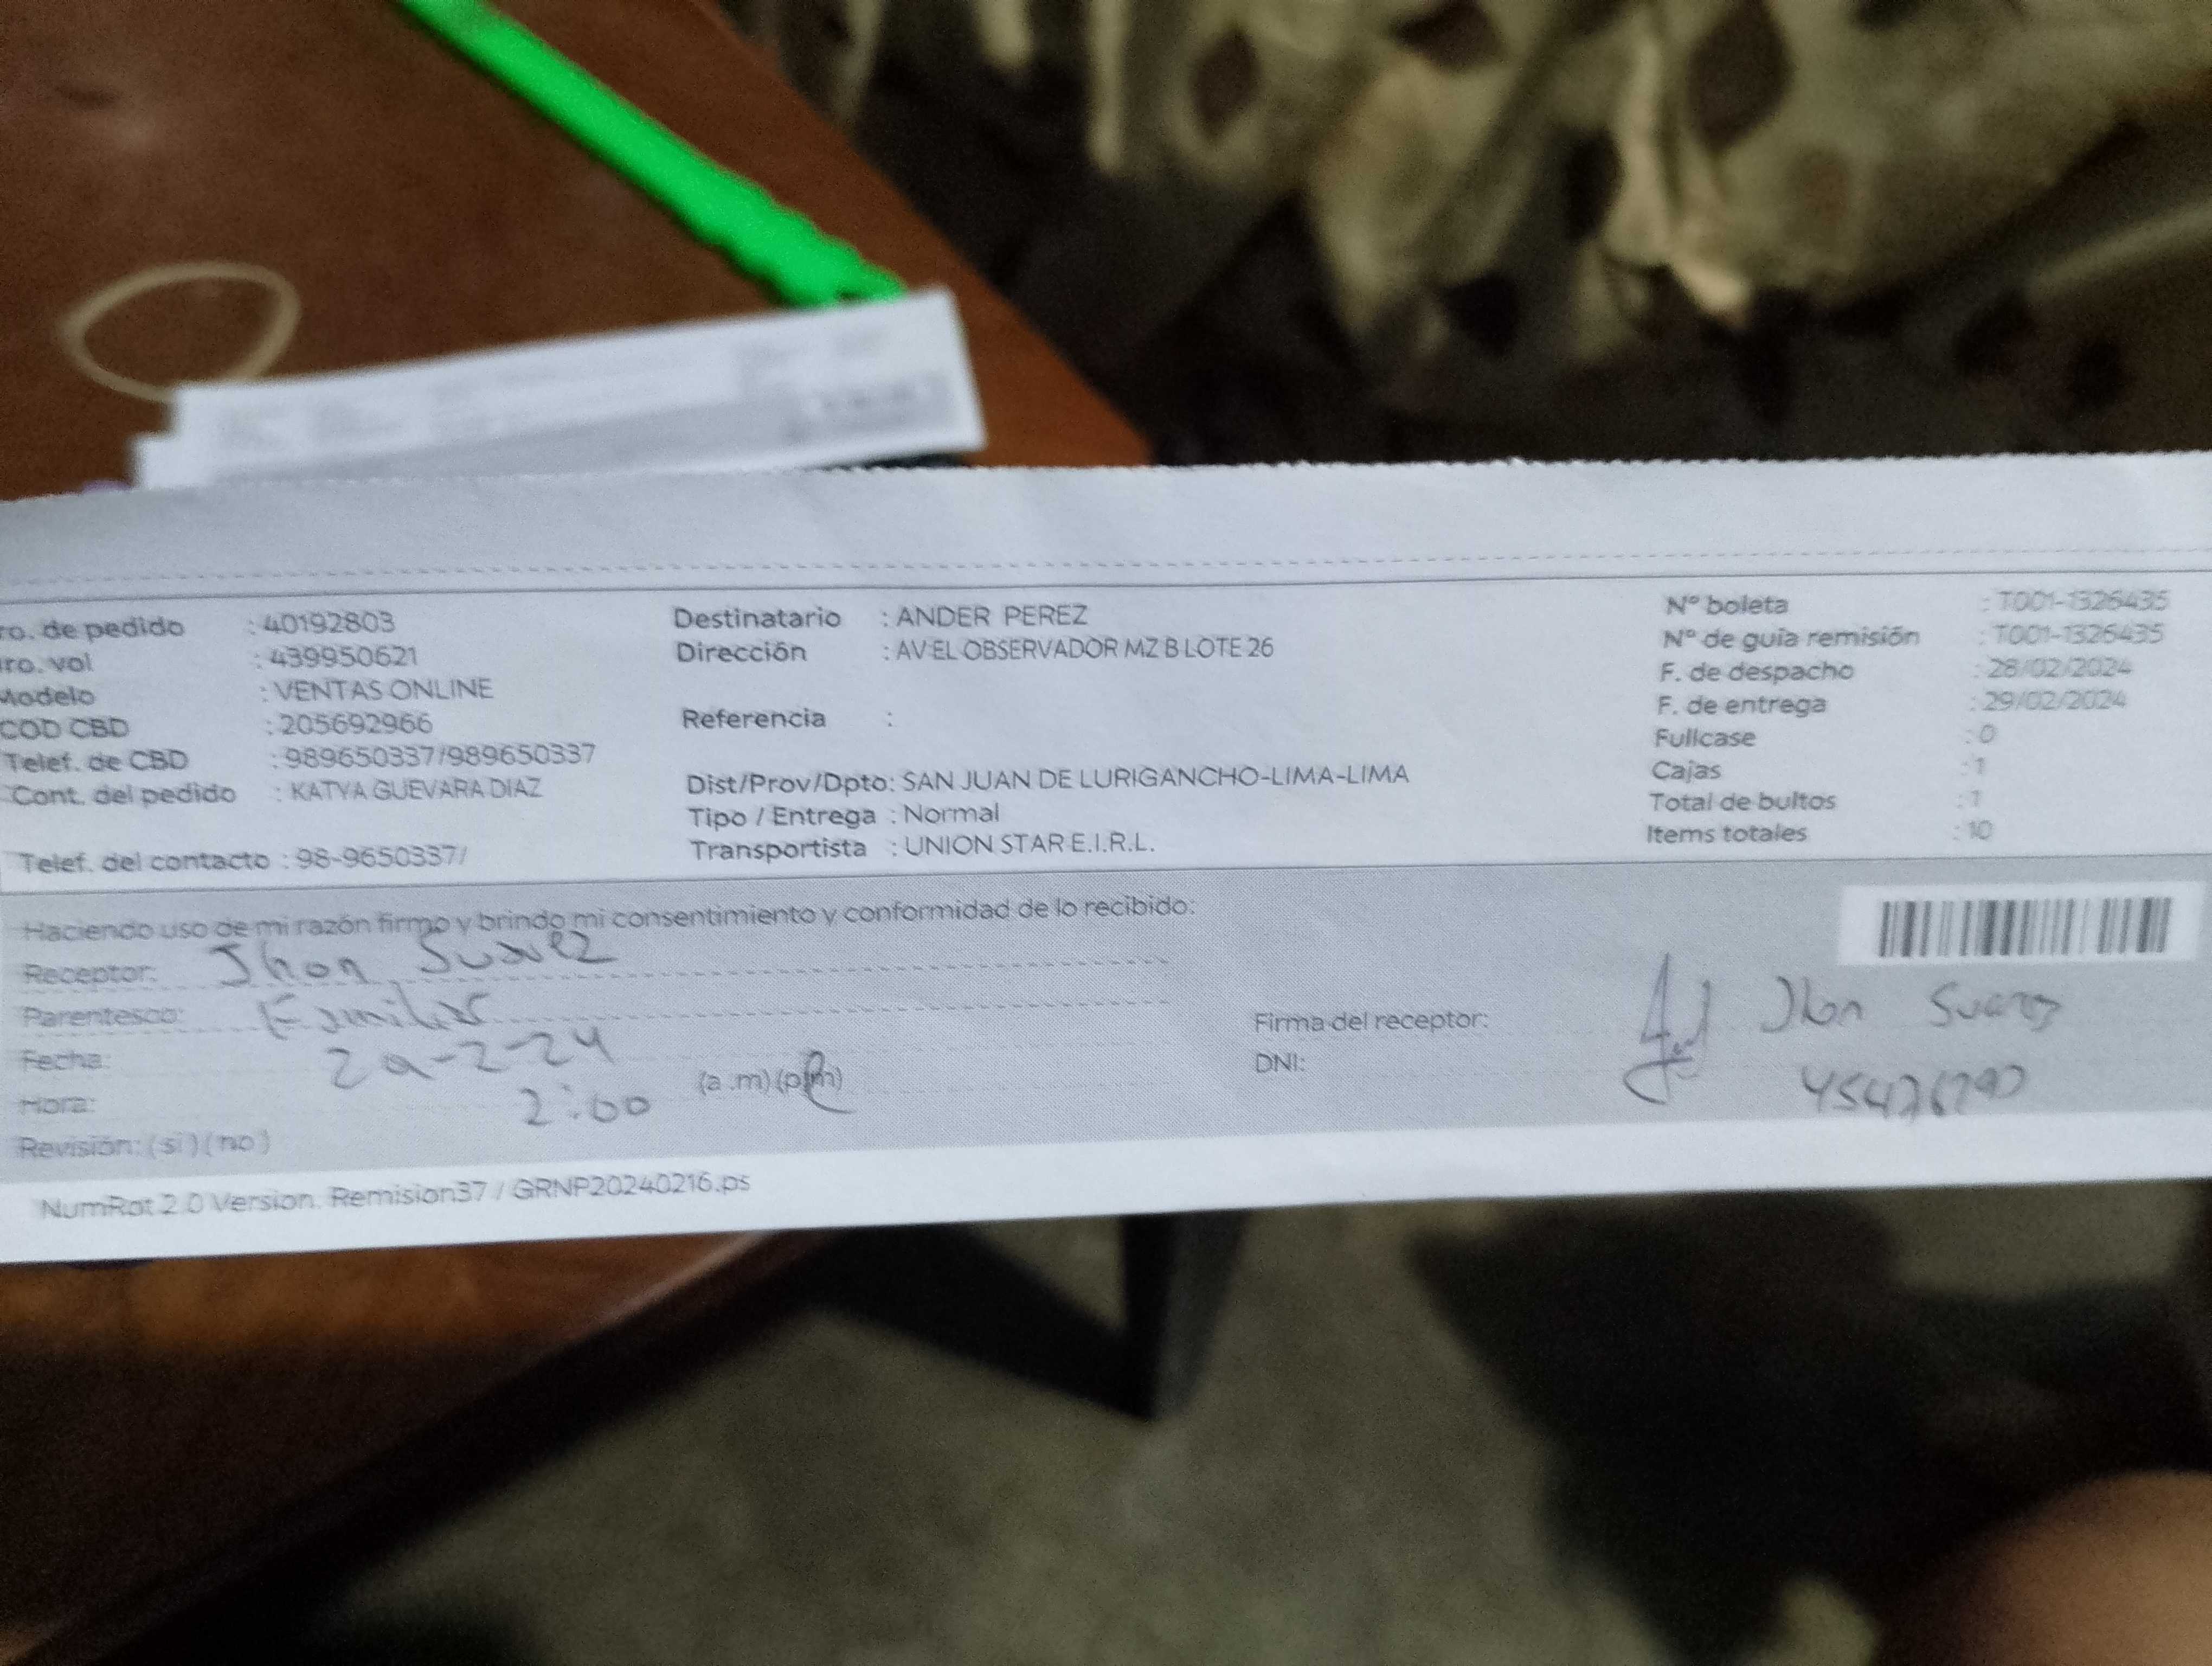 ro. de pedido : 40192803
ro. vol : 439950621
Modelo : VENTAS ONLINE
COD CBD : 205692966
Telef. de CBD : 989650337/989650337
Cont. del pedido : KATYA GUEVARA DIAZ
Telef. del contacto : 98-9650337/
Destinatario : ANDER PEREZ
Dirección : AV EL OBSERVADOR MZ B LOTE 26
Referencia :
Dist/Prov/Dpto: SAN JUAN DE LURIGANCHO-LIMA-LIMA
Tipo / Entrega : Normal
Transportista : UNION STAR E.I.R.L.
Nº boleta : T001-1326435
Nº de guia remisión : T001-1326435
F. de despacho : 28/02/2024
F. de entrega : 29/02/2024
Fullcase : 0
Cajas : 1
Total de bultos : 1
Items totales : 10
Haciendo uso de mi razón firmo y brindo mi consentimiento y conformidad de lo recibido:
Receptor: Jhon Suarez
Parentesco: Familiar
Fecha: 29-2-24
Hora: 2:00 (a.m) (p.m)
Revisión: (si) (no)
Firma del receptor: Jhon Suarez
DNI:
NumRot 2.0 Version. Remision37 / GRNP20240216.ps